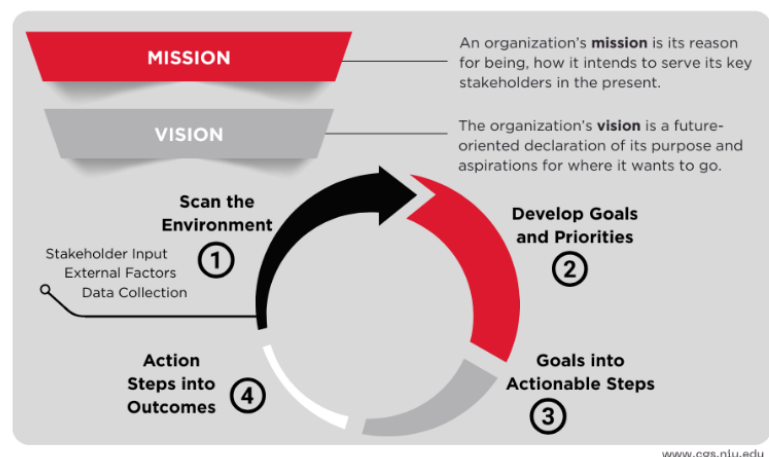 MISSION
An organization's mission is its reason
for being, how it intends to serve its key
stakeholders in the present.
VISION
The organization's vision is a future-
oriented declaration of its purpose and
aspirations for where it wants to go.
Scan the
Environment
1
Stakeholder Input
External Factors
Data Collection
Develop Goals
and Priorities
2
Goals into
Actionable Steps
3
Action
Steps into
Outcomes
4
www.cgs.niu.edu